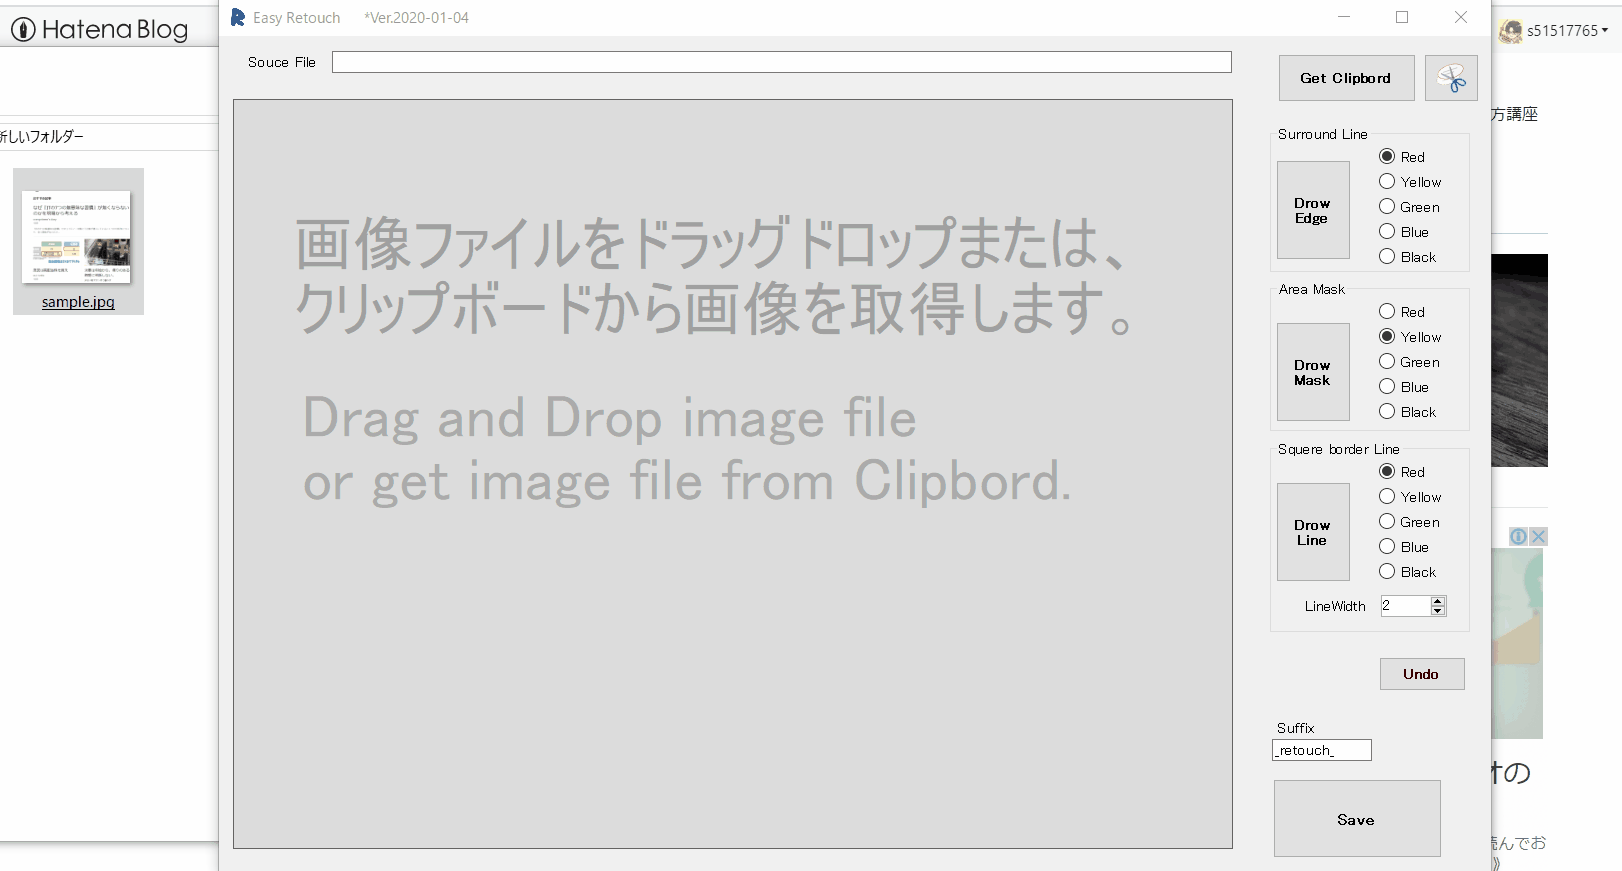 Hatena Blog
Easy Retouch *Ver.2020-01-04
s51517765
Souce File
Get Clipbord
方講座
新しいフォルダー
sample.jpg
画像ファイルをドラッグドロップまたは、
クリップボードから画像を取得します。
Drag and Drop image file
or get image file from Clipbord.
Surround Line
Drow
Edge
Red
Yellow
Green
Blue
Black
Area Mask
Drow
Mask
Red
Yellow
Green
Blue
Black
Squere border Line
Drow
Line
Red
Yellow
Green
Blue
Black
LineWidth 2
Undo
Suffix
_retouch_
Save
オの
読んでお
》